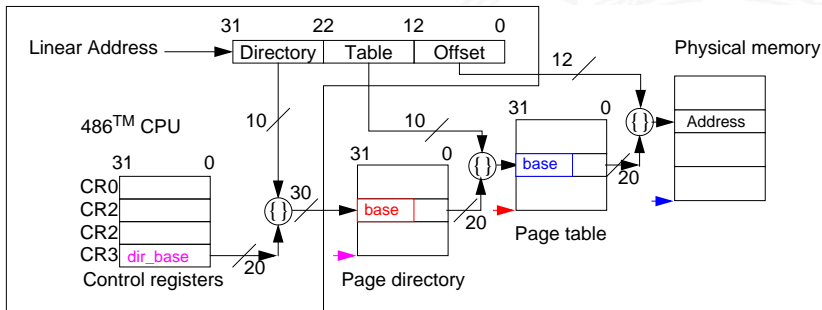 31 22 12 0
Linear Address Directory Table Offset
12
Physical memory
486TM CPU
10
10
31 0
{}
Address
31 0
CR0
CR2
CR2
CR3 dir_base
Control registers
{}
20
30
31 0
base
20
Page directory
{}
base
20
Page table